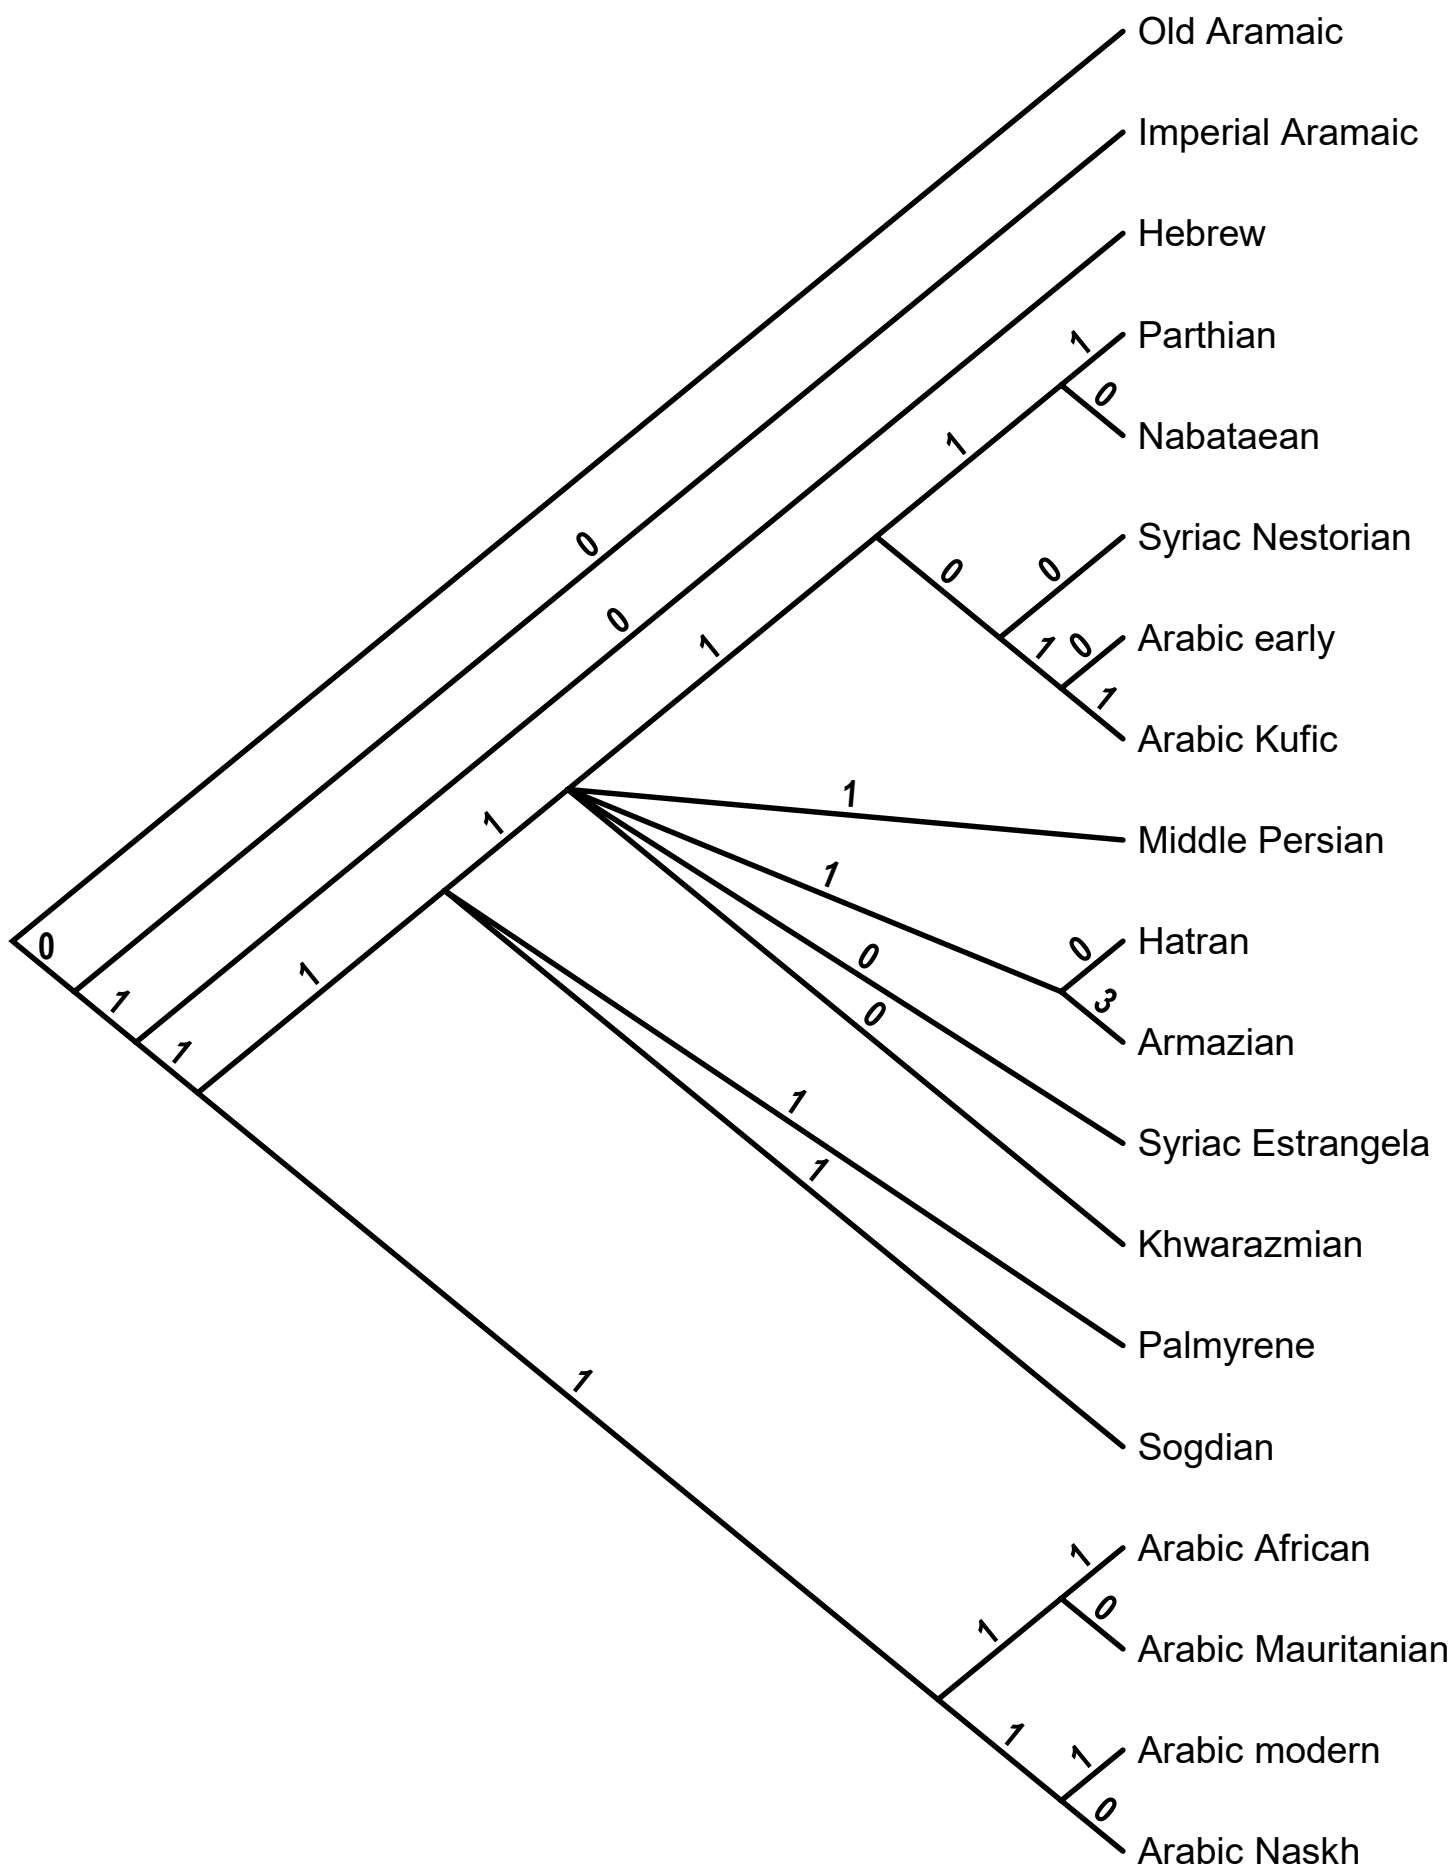 Old Aramaic
Imperial Aramaic
Hebrew
1
Parthian
0
Nabataean
1
0
Syriac Nestorian
0
0
0
Arabic early
0
1
1
1
Arabic Kufic
1
1
Middle Persian
1
Hatran
0
0
0
1
3
Armazian
1
0
1
Syriac Estrangela
1
Khwarazmian
1
Palmyrene
1
Sogdian
1
Arabic African
0
1
Arabic Mauritanian
1
1
Arabic modern
0
Arabic Naskh